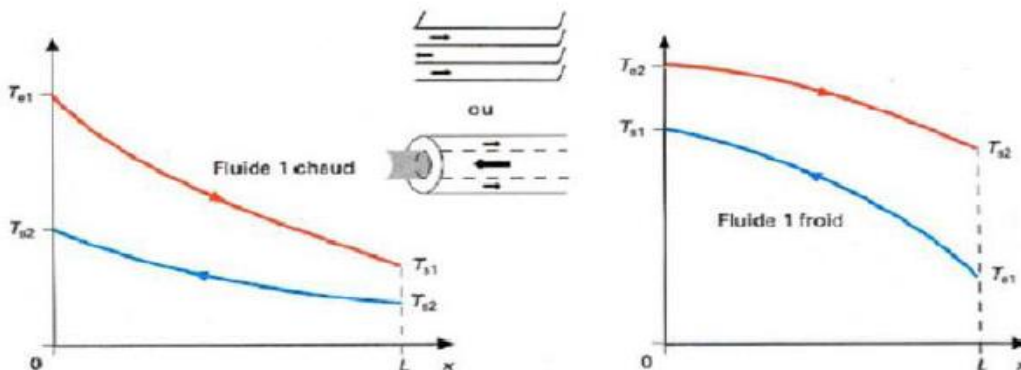 Te1
Ts2
Fluide 1 chaud
Ts1
Ts2
0
L
x
ou
Te2
Ts1
Ts2
Fluide 1 froid
Te1
0
L
x